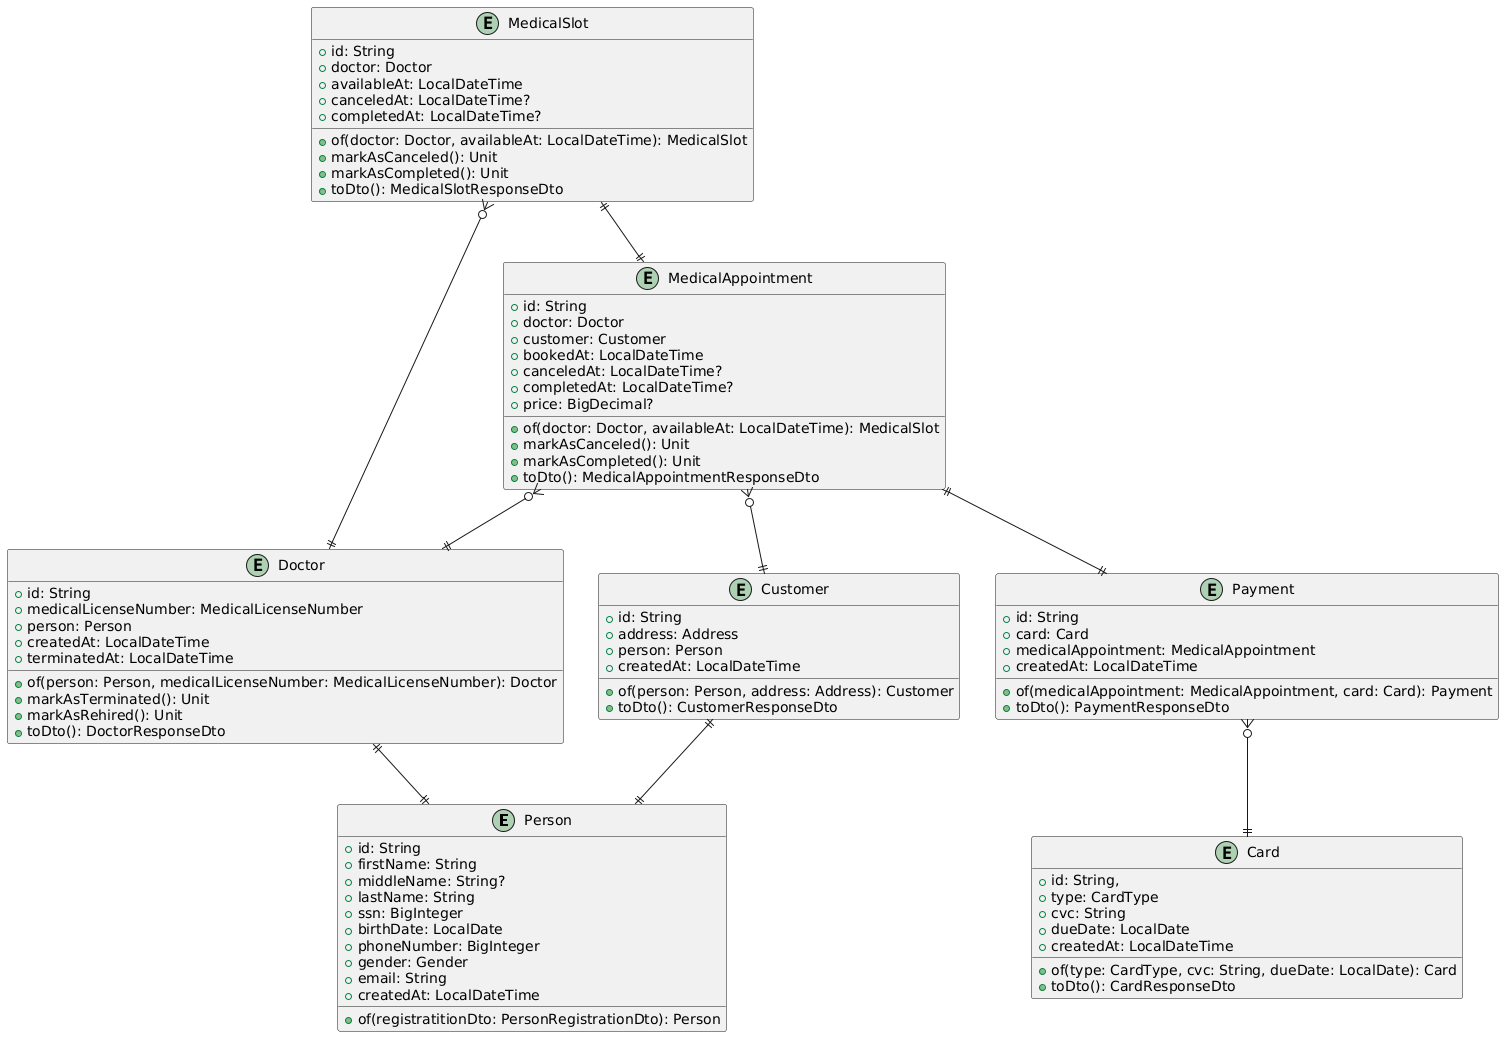 E MedicalSlot
id: String
doctor: Doctor
availableAt: LocalDateTime
canceledAt: LocalDateTime?
completedAt: LocalDateTime?
of(doctor: Doctor, availableAt: LocalDateTime): MedicalSlot
markAsCanceled(): Unit
markAsCompleted(): Unit
toDto(): MedicalSlotResponseDto
E MedicalAppointment
id: String
doctor: Doctor
customer: Customer
bookedAt: LocalDateTime
canceledAt: LocalDateTime?
completedAt: LocalDateTime?
price: BigDecimal?
of(doctor: Doctor, availableAt: LocalDateTime): MedicalSlot
markAsCanceled(): Unit
markAsCompleted(): Unit
toDto(): MedicalAppointmentResponseDto
E Doctor
id: String
medicalLicenseNumber: MedicalLicenseNumber
person: Person
createdAt: LocalDateTime
terminatedAt: LocalDateTime
of(person: Person, medicalLicenseNumber: MedicalLicenseNumber): Doctor
markAsTerminated(): Unit
markAsRehired(): Unit
toDto(): DoctorResponseDto
E Customer
id: String
address: Address
person: Person
createdAt: LocalDateTime
of(person: Person, address: Address): Customer
toDto(): CustomerResponseDto
E Payment
id: String
card: Card
medicalAppointment: MedicalAppointment
createdAt: LocalDateTime
of(medicalAppointment: MedicalAppointment, card: Card): Payment
toDto(): PaymentResponseDto
E Person
id: String
firstName: String
middleName: String?
lastName: String
ssn: BigInteger
birthDate: LocalDate
phoneNumber: BigInteger
gender: Gender
email: String
createdAt: LocalDateTime
of(registratitionDto: PersonRegistrationDto): Person
E Card
id: String,
type: CardType
cvc: String
dueDate: LocalDate
createdAt: LocalDateTime
of(type: CardType, cvc: String, dueDate: LocalDate): Card
toDto(): CardResponseDto